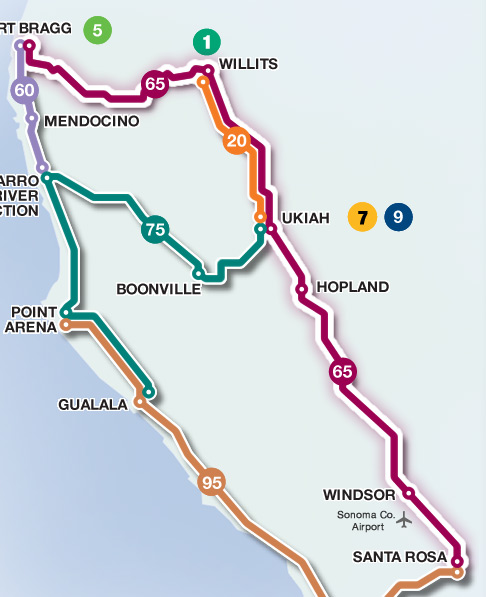 RT BRAGG 5
1
WILLITS
65
60
MENDOCINO
20
ARRO
IVER
CTION
75
UKIAH 7 9
BOONVILLE
HOPLAND
POINT
ARENA
65
GUALALA
95
WINDSOR
Sonoma Co.
Airport
SANTA ROSA